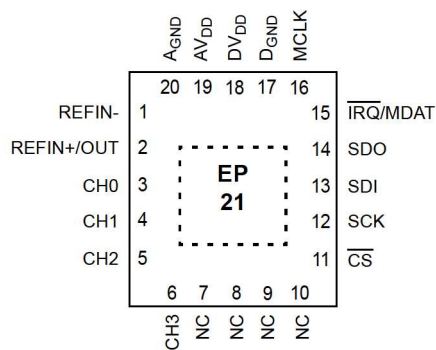 AGND AVDD DVDD DGND MCLK
20 19 18 17 16
REFIN- 1 15 IRQ/MDAT
REFIN+/OUT 2 14 SDO
EP
CH0 3 13 SDI
21
CH1 4 12 SCK
CH2 5 11 CS
6 7 8 9 10
CH3 NC NC NC NC